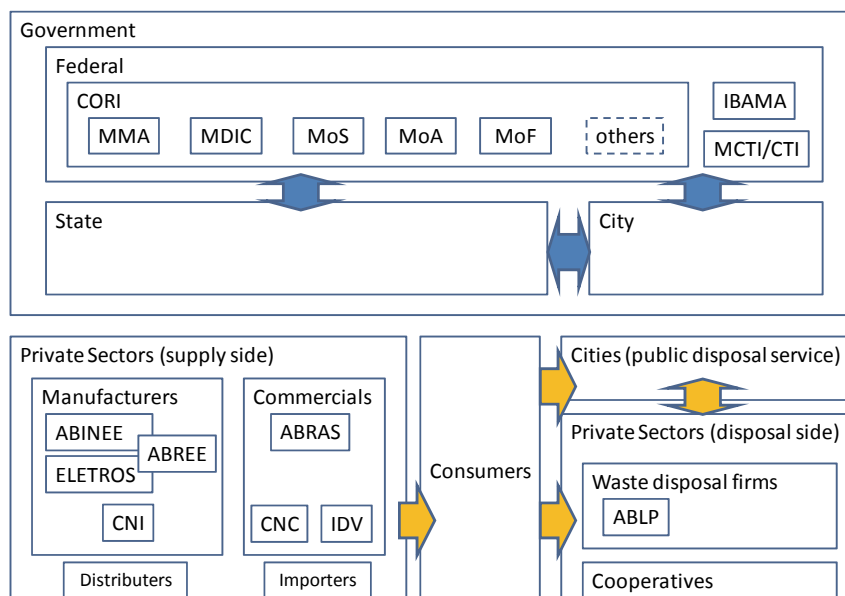 Government
Federal
CORI
MMA
MDIC
MoS
MoA
MoF
others
IBAMA
MCTI/CTI
State
City
Private Sectors (supply side)
Manufacturers
ABINEE
ABREE
ELETROS
CNI
Commercials
ABRAS
CNC
IDV
Distributers
Importers
Consumers
Cities (public disposal service)
Private Sectors (disposal side)
Waste disposal firms
ABLP
Cooperatives